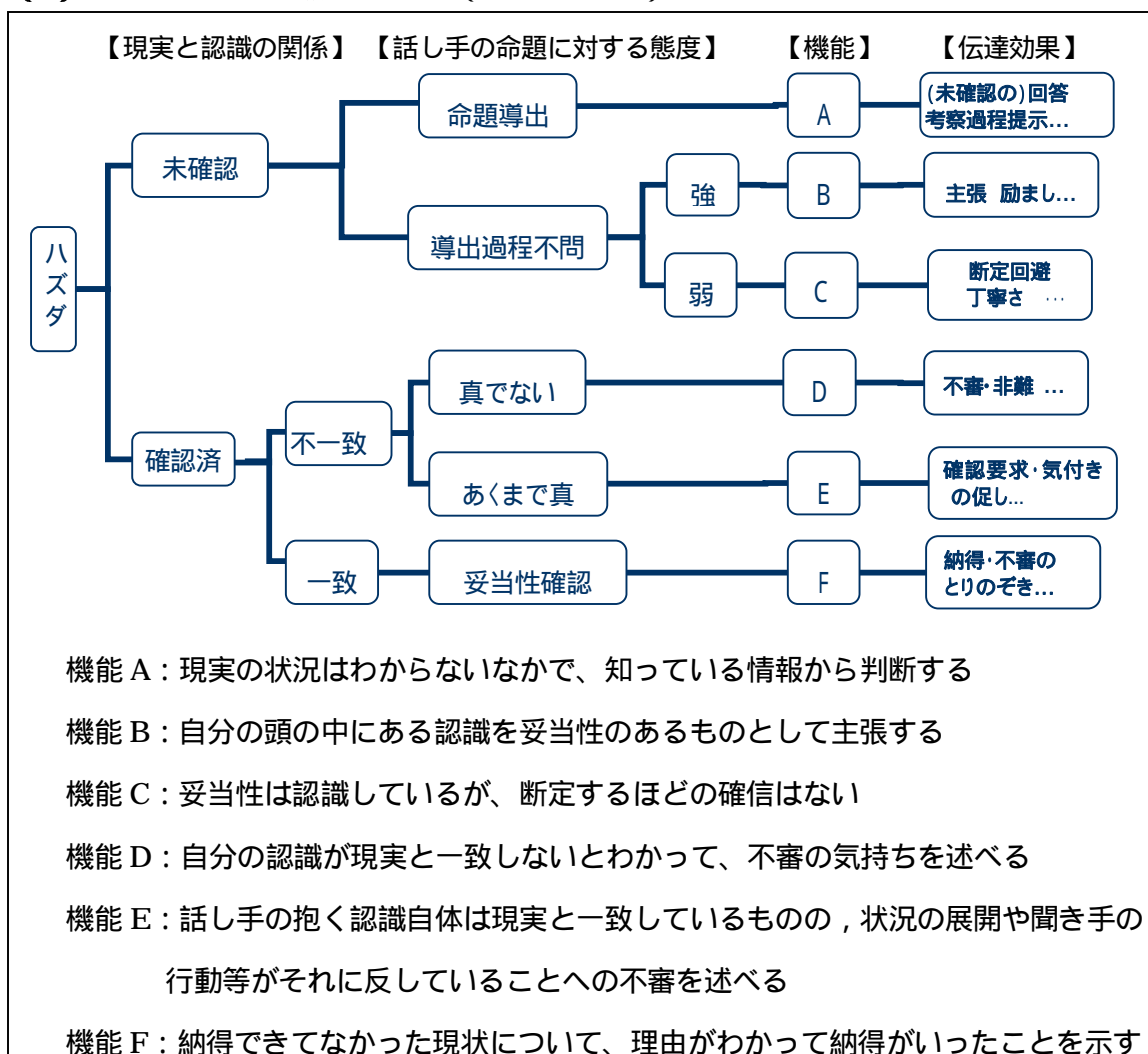 【現実と認識の関係】 【話し手の命題に対する態度】 【機能】 【伝達効果】
ハズダ
未確認
命題導出
A
(未確認の)回答
考察過程提示…
導出過程不問
強
B
主張 励まし…
弱
C
断定回避
丁寧さ …
確認済
不一致
真でない
D
不審・非難 …
あくまで真
E
確認要求・気付き
の促し…
一致
妥当性確認
F
納得・不審の
とりのぞき…
機能 A：現実の状況はわからないなかで、知っている情報から判断する
機能 B：自分の頭の中にある認識を妥当性のあるものとして主張する
機能 C：妥当性は認識しているが、断定するほどの確信はない
機能 D：自分の認識が現実と一致しないとわかって、不審の気持ちを述べる
機能 E：話し手の抱く認識自体は現実と一致しているものの，状況の展開や聞き手の
行動等がそれに反していることへの不審を述べる
機能 F：納得できてなかった現状について、理由がわかって納得がいったことを示す